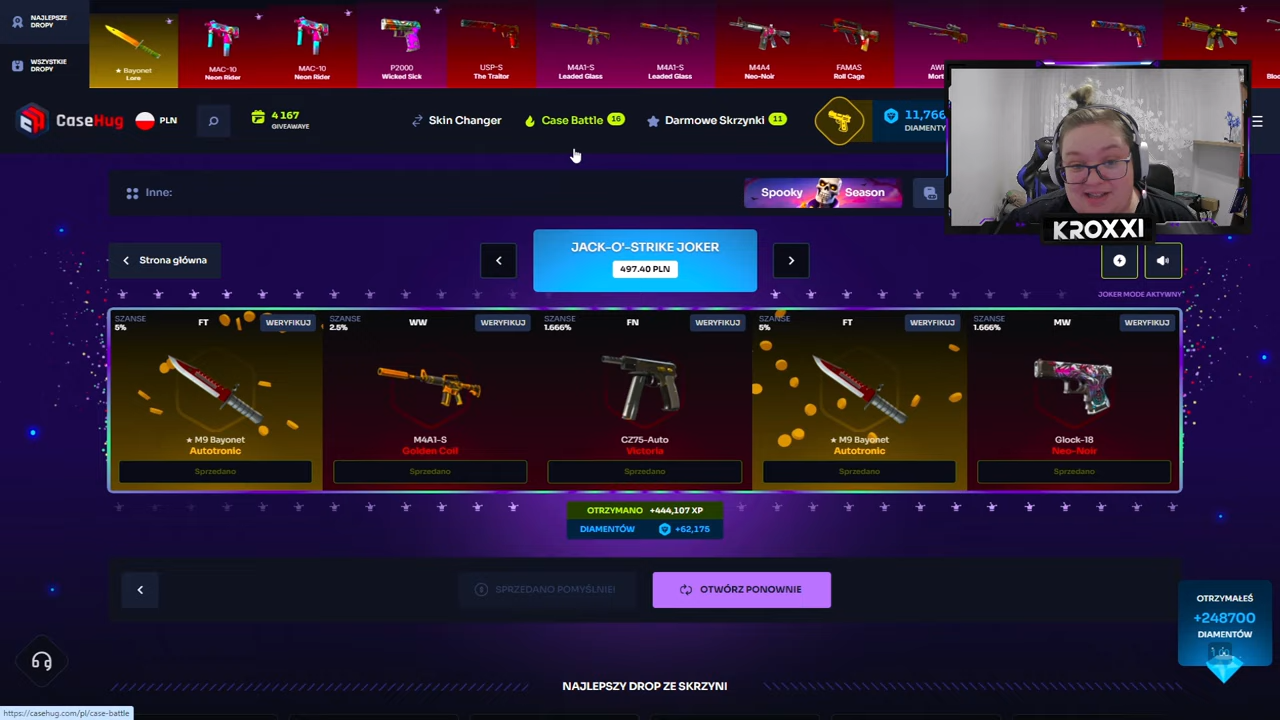 NAJLEPSZE
DROPY
WSZYSTKIE
DROPY
★ Bayonet
Lore
MAC-10
Neon Rider
MAC-10
Neon Rider
P2000
Wicked Sick
USP-S
The Traitor
M4A1-S
Leaded Glass
M4A1-S
Leaded Glass
M4A4
Neo-Noir
FAMAS
Roll Cage
CaseHug
PLN
4 167
GIVEAWAYE
Skin Changer
Case Battle 16
Darmowe Skrzynki 11
11,766
DIAMENTY
KROXXI
Inne:
Spooky Season
Strona główna
JACK-O'-STRIKE JOKER
497.40 PLN
JOKER MODE AKTYWNY
SZANSE
5%
FT
WERYFIKUJ
★ M9 Bayonet
Autotronic
Sprzedano
SZANSE
2.5%
WW
WERYFIKUJ
M4A1-S
Golden Coil
Sprzedano
SZANSE
1.666%
FN
WERYFIKUJ
CZ75-Auto
Victoria
Sprzedano
SZANSE
5%
FT
WERYFIKUJ
★ M9 Bayonet
Autotronic
Sprzedano
SZANSE
1.666%
MW
WERYFIKUJ
Glock-18
Neo-Noir
Sprzedano
OTRZYMANO +444,107 XP
DIAMENTÓW +62,175
SPRZEDANO POMYŚLNIE!
OTWÓRZ PONOWNIE
OTRZYMAŁEŚ
+248700
DIAMENTÓW
NAJLEPSZY DROP ZE SKRZYNI
https://casehug.com/pl/case-battle